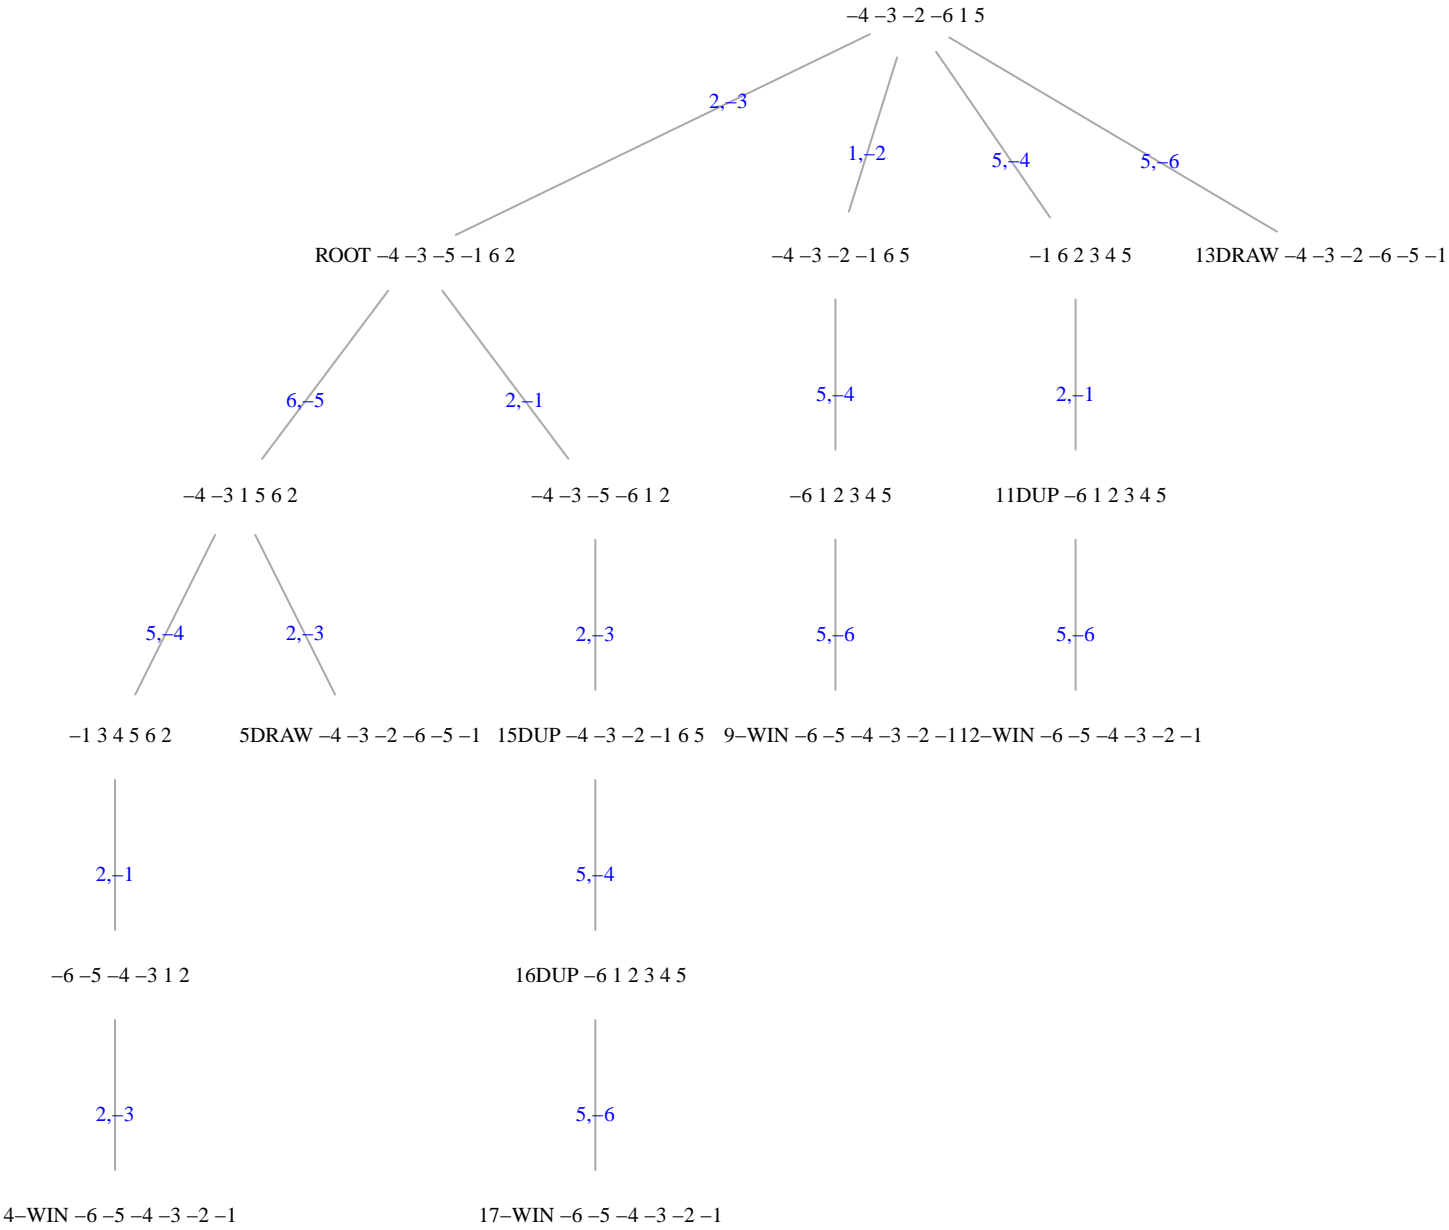 –4 –3 –2 –6 1 5
2,–3
1,–2
5,–4
5,–6
ROOT –4 –3 –5 –1 6 2
–4 –3 –2 –1 6 5
–1 6 2 3 4 5
13DRAW –4 –3 –2 –6 –5 –1
6,–5
2,–1
5,–4
2,–1
–4 –3 1 5 6 2
–4 –3 –5 –6 1 2
–6 1 2 3 4 5
11DUP –6 1 2 3 4 5
5,–4
2,–3
2,–3
5,–6
5,–6
–1 3 4 5 6 2
5DRAW –4 –3 –2 –6 –5 –1
15DUP –4 –3 –2 –1 6 5
9–WIN –6 –5 –4 –3 –2 –1
12–WIN –6 –5 –4 –3 –2 –1
2,–1
5,–4
–6 –5 –4 –3 1 2
16DUP –6 1 2 3 4 5
2,–3
5,–6
4–WIN –6 –5 –4 –3 –2 –1
17–WIN –6 –5 –4 –3 –2 –1